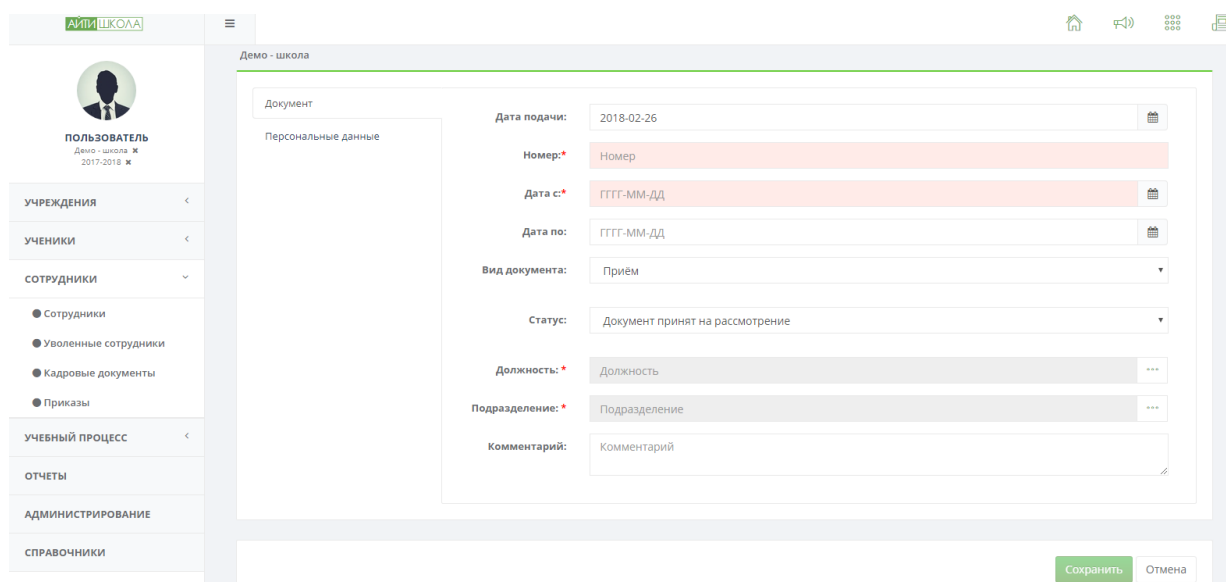 АЙТИ ШКОЛА
Демо - школа
ПОЛЬЗОВАТЕЛЬ
Демо - школа ✖
2017-2018 ✖
УЧРЕЖДЕНИЯ
УЧЕНИКИ
СОТРУДНИКИ
Сотрудники
Уволенные сотрудники
Кадровые документы
Приказы
УЧЕБНЫЙ ПРОЦЕСС
ОТЧЕТЫ
АДМИНИСТРИРОВАНИЕ
СПРАВОЧНИКИ
Документ
Персональные данные
Дата подачи: 2018-02-26
Номер:* Номер
Дата с:* ГГГГ-ММ-ДД
Дата по: ГГГГ-ММ-ДД
Вид документа: Приём
Статус: Документ принят на рассмотрение
Должность: * Должность
Подразделение: * Подразделение
Комментарий: Комментарий
Сохранить Отмена